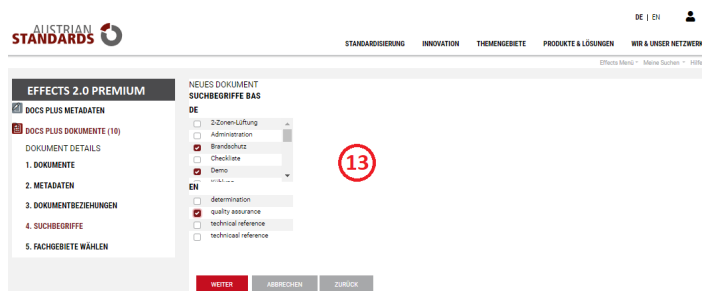 DE | EN
AUSTRIAN
STANDARDS
STANDARDISIERUNG INNOVATION THEMENGEBIETE PRODUKTE & LÖSUNGEN WIR & UNSER NETZWERK
Effects Menü Meine Suchen Hilfe
EFFECTS 2.0 PREMIUM
DOCS PLUS METADATEN
DOCS PLUS DOKUMENTE (10)
DOKUMENT DETAILS
1. DOKUMENTE
2. METADATEN
3. DOKUMENTBEZIEHUNGEN
4. SUCHBEGRIFFE
5. FACHGEBIETE WÄHLEN
NEUES DOKUMENT
SUCHBEGRIFFE BAS
DE
2-Zonen-Lüftung
Administration
Brandschutz
Checkliste
Demo
EN
determination
quality assurance
technical reference
technicasl reference
13
WEITER ABBRECHEN ZURÜCK